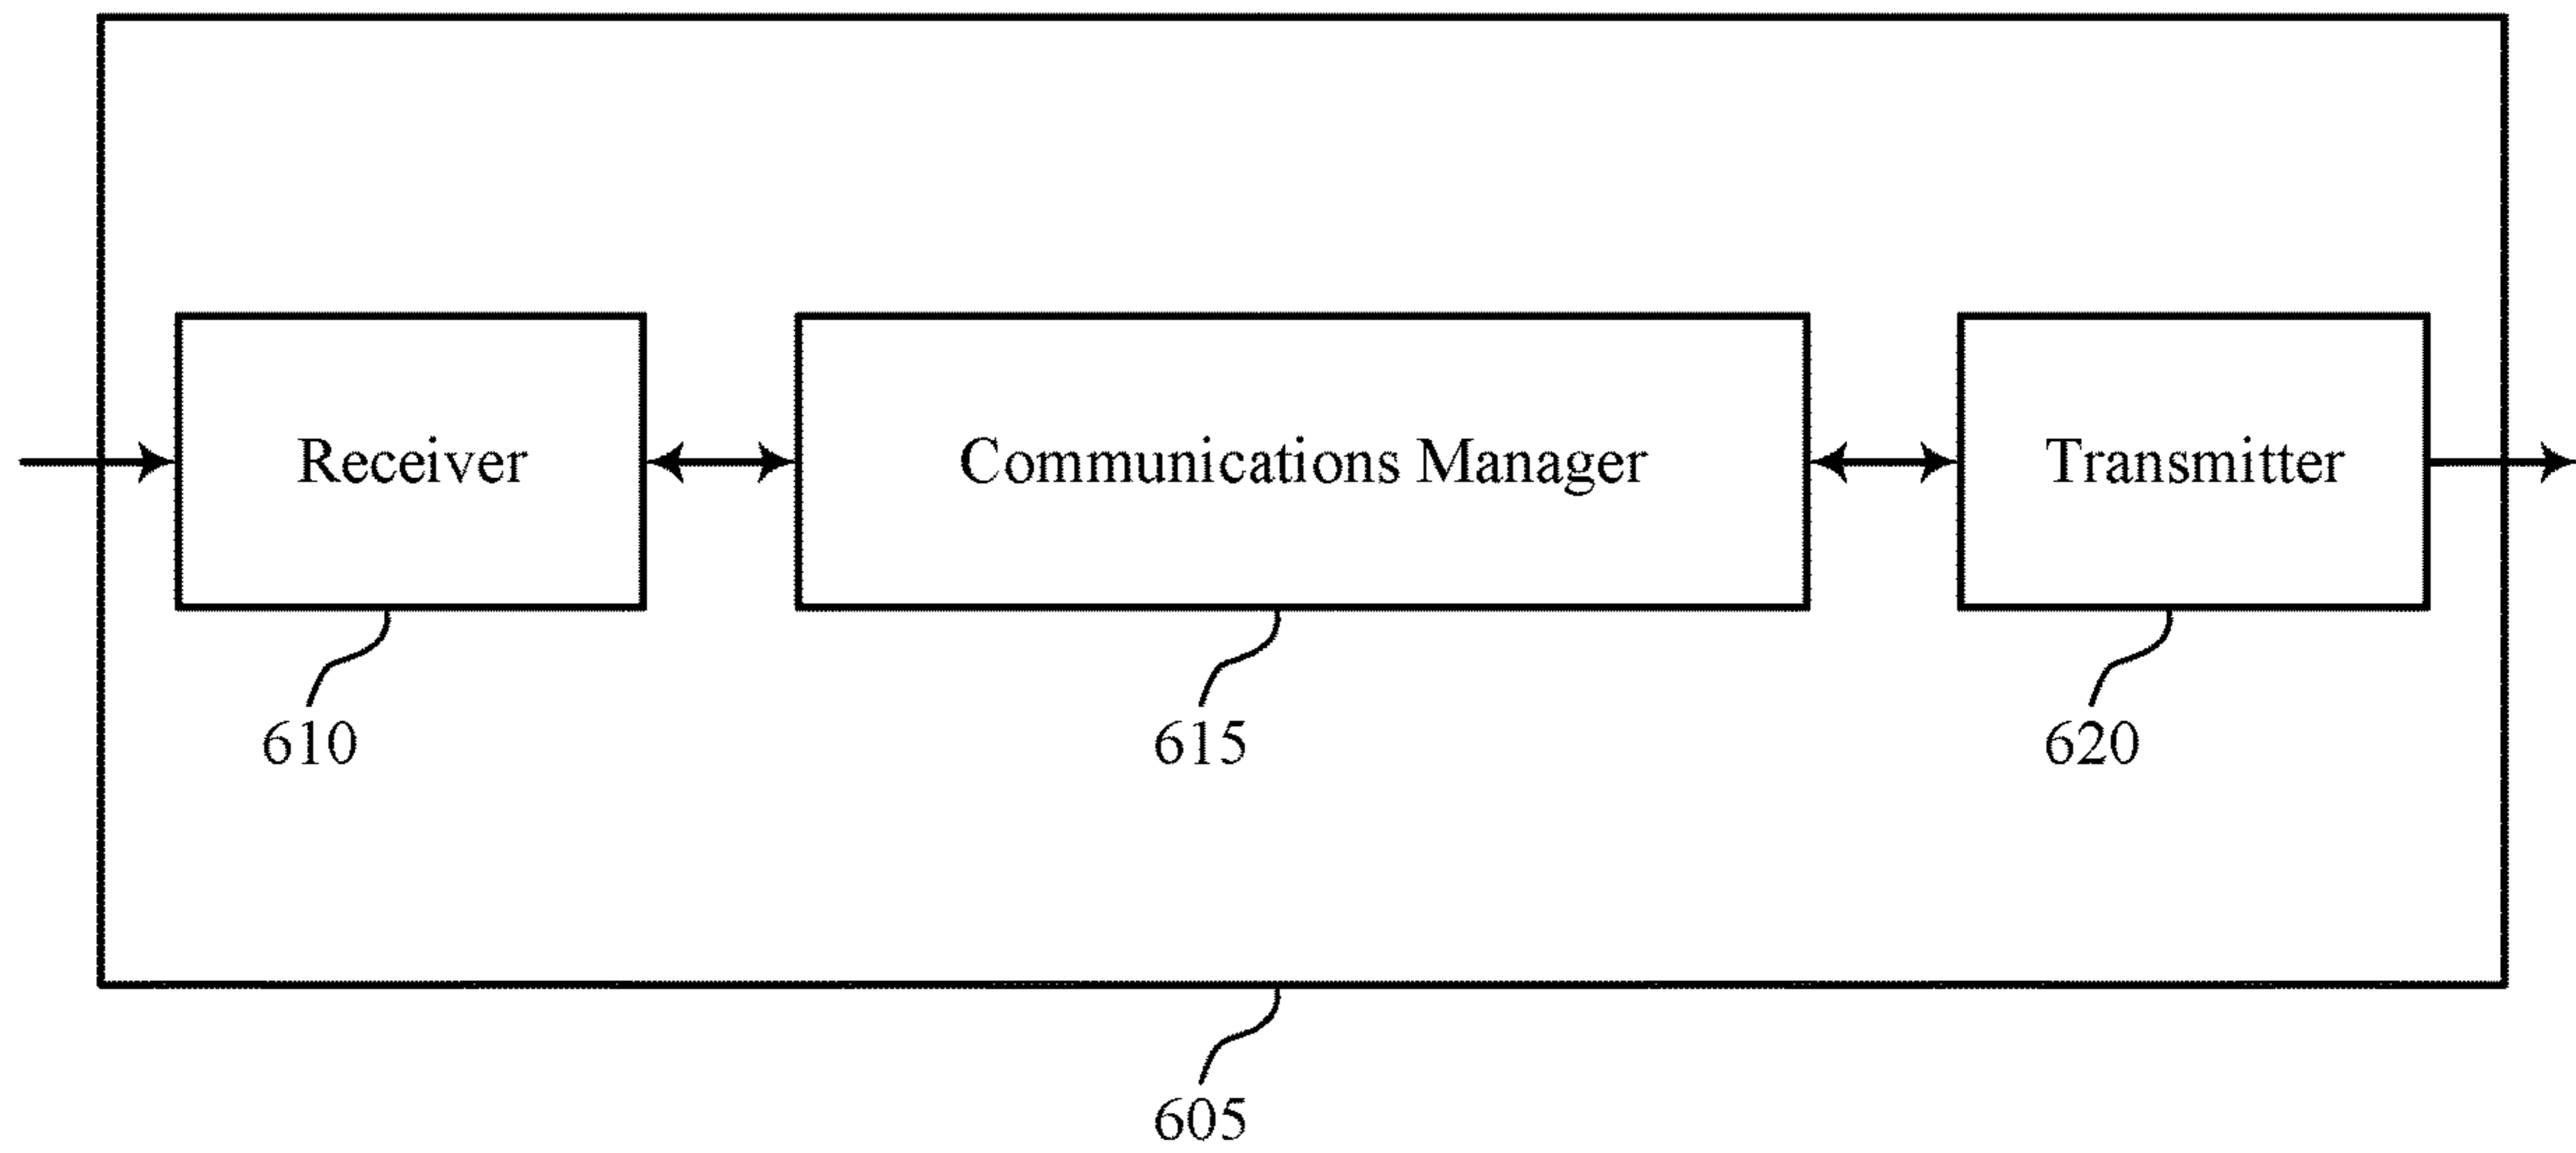 Receiver
Communications Manager
Transmitter
610
615
620
605